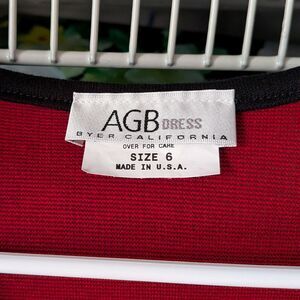 AGB DRESS
BYER CALIFORNIA
OVER FOR CARE
SIZE 6
MADE IN U.S.A.